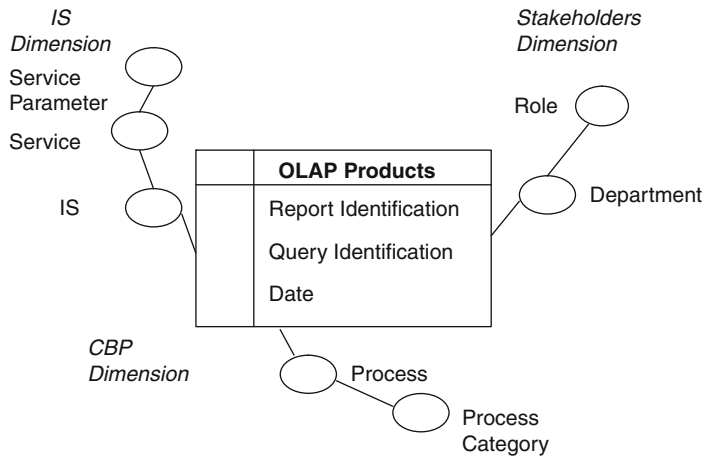 IS
Dimension
Service
Parameter
Service
IS
Stakeholders
Dimension
Role
Department
OLAP Products
Report Identification
Query Identification
Date
CBP
Dimension
Process
Process
Category